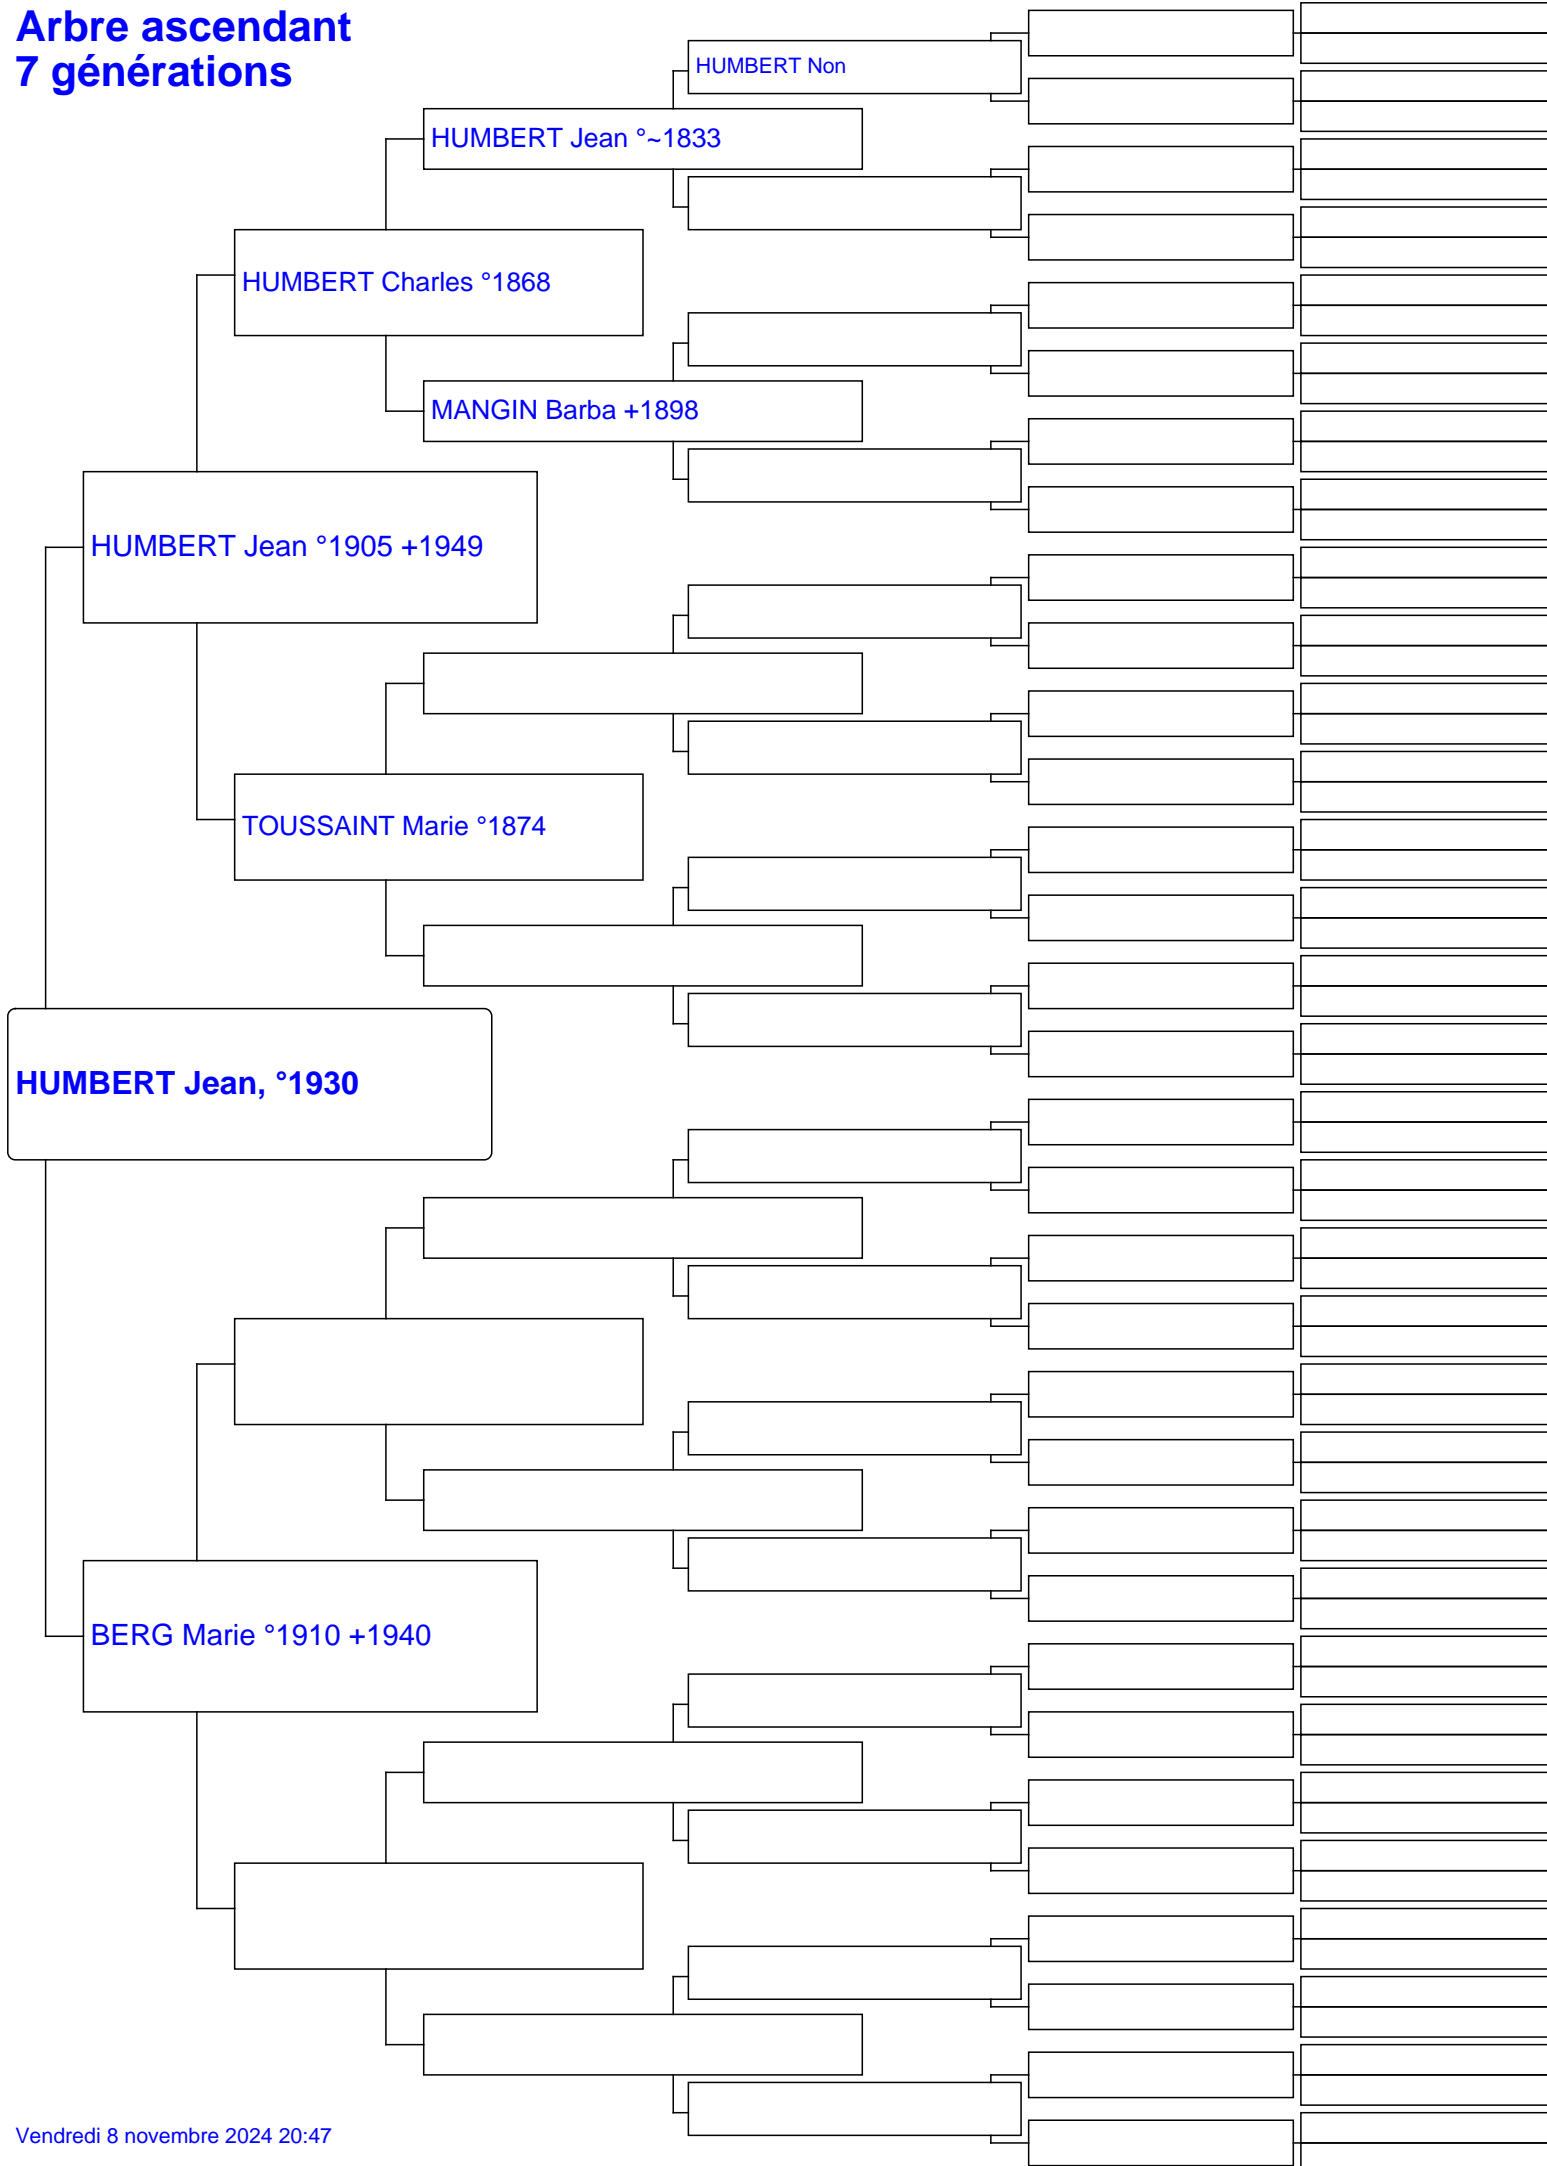 Arbre ascendant
7 générations
HUMBERT Non
HUMBERT Jean °~1833
HUMBERT Charles °1868
MANGIN Barba +1898
HUMBERT Jean °1905 +1949
TOUSSAINT Marie °1874
HUMBERT Jean, °1930
BERG Marie °1910 +1940
Vendredi 8 novembre 2024 20:47